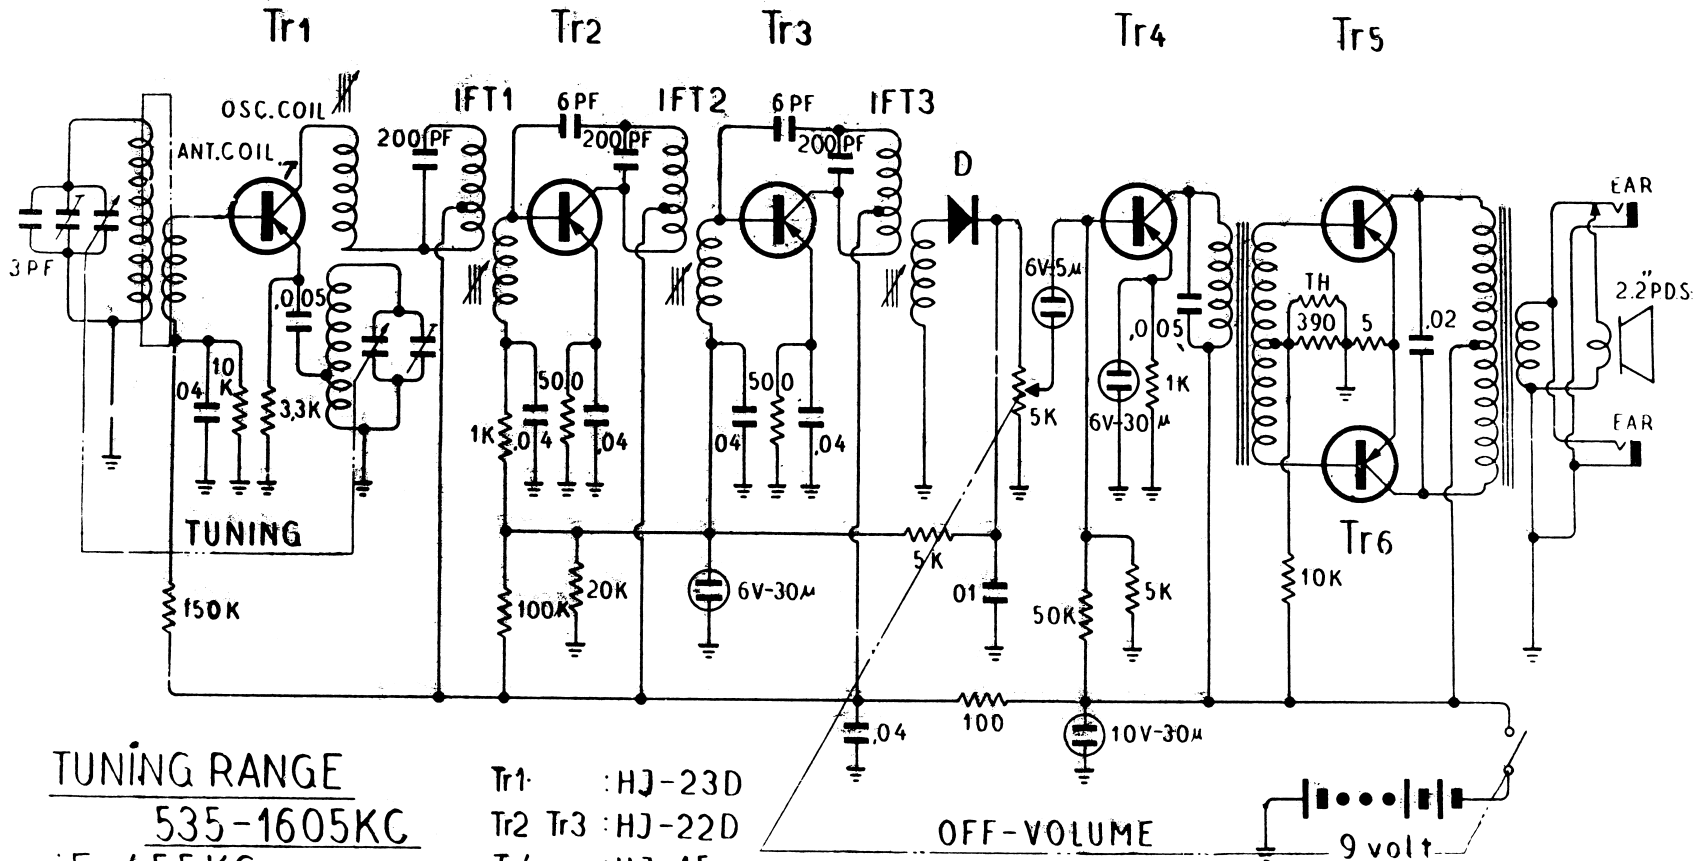 Tr1 Tr2 Tr3 Tr4 Tr5
OSC.COIL IFT1 6PF IFT2 6PF IFT3
ANT.COIL 200PF 200PF 200PF D
EAR
3PF
,005 6V-5μ TH 2.2"P.D.S
390 5 ,02
,005
04 10K 3,3K 500 500 5K 6V-30μ 1K
1K ,04 ,04 04 ,04 EAR
TUNING Tr6
5K
150K 100K 20K 6V-30μ 01 50K 5K 10K
100
,04 10V-30μ
TUNING RANGE
535-1605KC
Tr1 :HJ-23D
Tr2 Tr3 :HJ-22D
OFF-VOLUME
9 volt